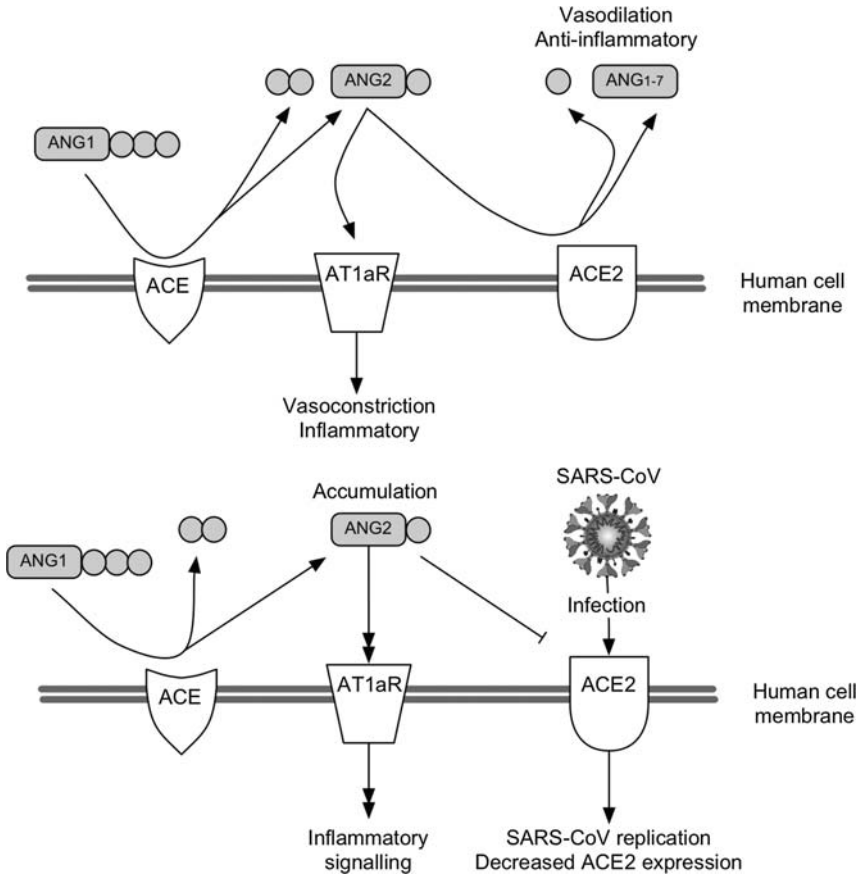 Vasodilation
Anti-inflammatory
ANG2
ANG1-7
ANG1
ACE
AT1aR
ACE2
Human cell
membrane
Vasoconstriction
Inflammatory
SARS-CoV
Accumulation
ANG2
ANG1
Infection
ACE
AT1aR
ACE2
Human cell
membrane
Inflammatory
signalling
SARS-CoV replication
Decreased ACE2 expression